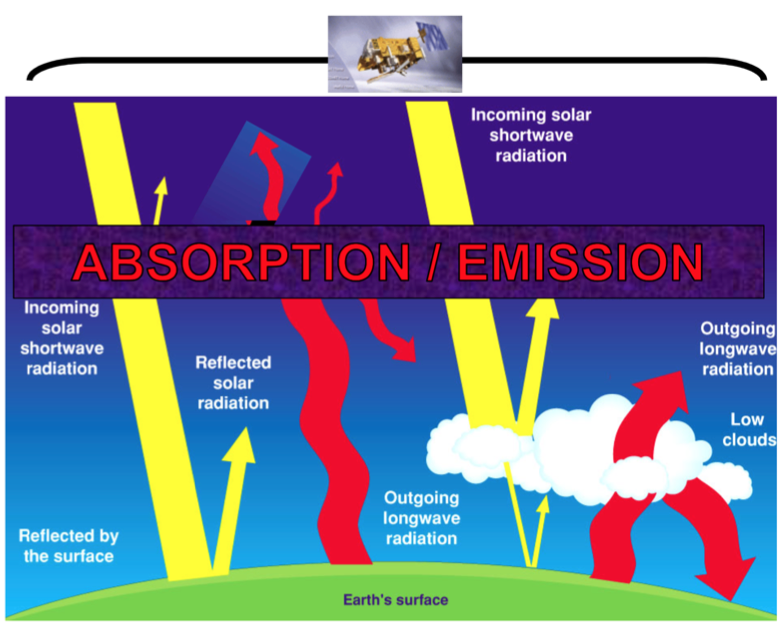 Incoming solar
shortwave
radiation
ABSORPTION / EMISSION
Incoming
solar
shortwave
radiation
Reflected
solar
radiation
Outgoing
longwave
radiation
Low
clouds
Outgoing
longwave
radiation
Reflected by
the surface
Earth's surface